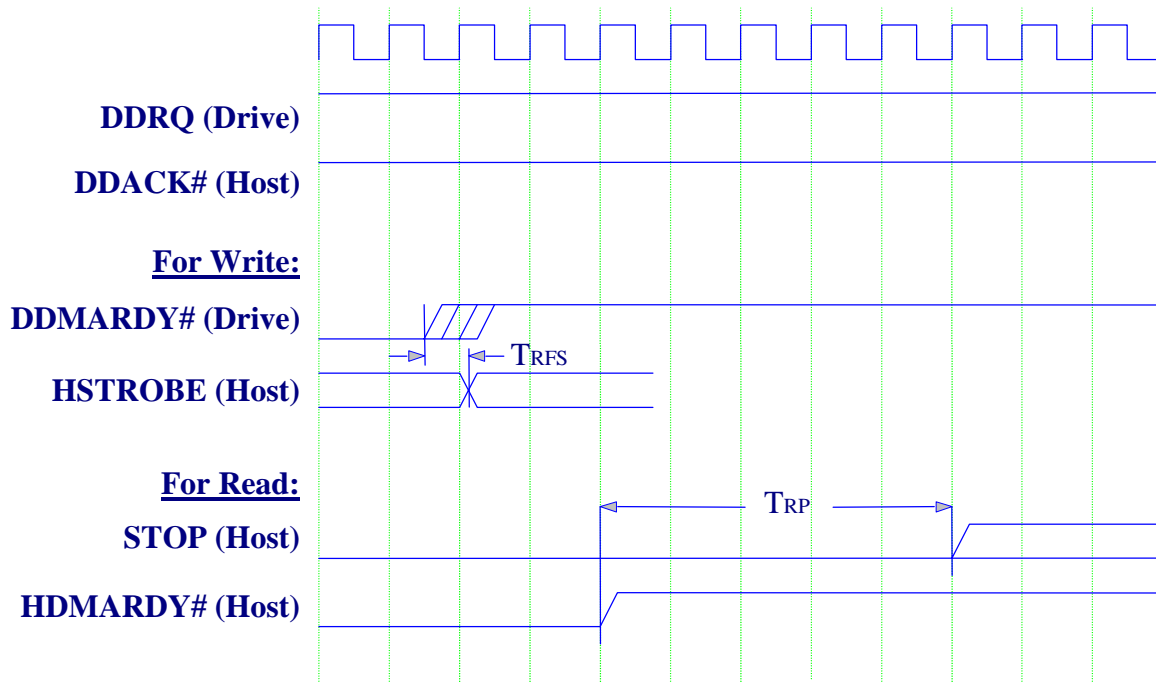 DDRQ (Drive)
DDACK# (Host)
For Write:
DDMARDY# (Drive)
TRFS
HSTROBE (Host)
For Read:
TRP
STOP (Host)
HDMARDY# (Host)